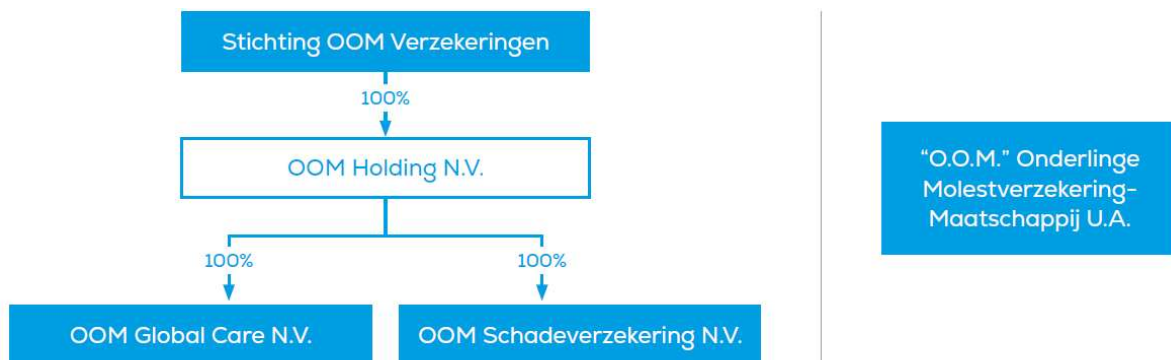 Stichting OOM Verzekeringen
100%
OOM Holding N.V.
100%
100%
OOM Global Care N.V.
OOM Schadeverzekering N.V.
“O.O.M.” Onderlinge
Molestverzekering-
Maatschappij U.A.